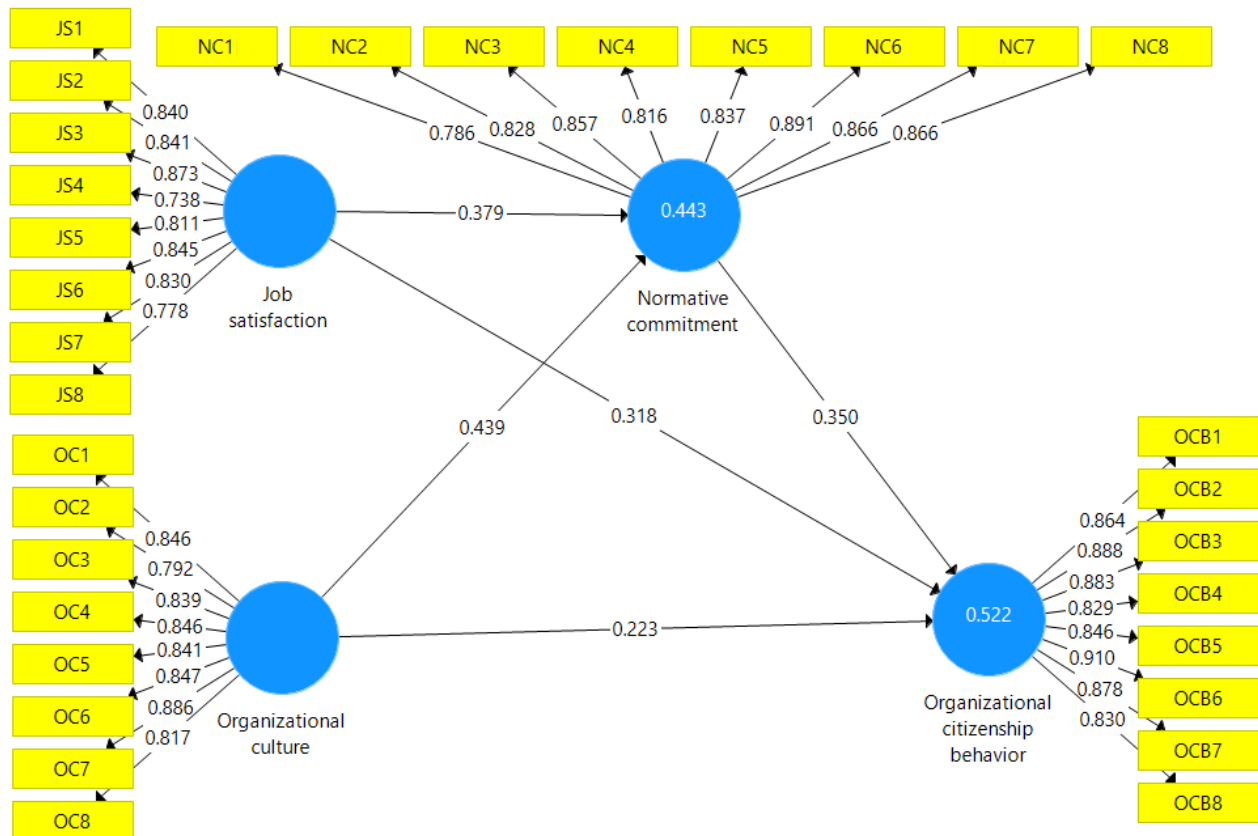 JS1
JS2
JS3
JS4
JS5
JS6
JS7
JS8
0.840
0.841
0.873
0.738
0.811
0.845
0.830
0.778
Job
satisfaction
NC1
NC2
NC3
NC4
NC5
NC6
NC7
NC8
0.786
0.828
0.857
0.816
0.837
0.891
0.866
0.866
0.443
Normative
commitment
0.379
0.439
0.318
0.350
0.223
OC1
OC2
OC3
OC4
OC5
OC6
OC7
OC8
0.846
0.792
0.839
0.846
0.841
0.847
0.886
0.817
Organizational
culture
0.522
Organizational
citizenship
behavior
0.864
0.888
0.883
0.829
0.846
0.910
0.878
0.830
OCB1
OCB2
OCB3
OCB4
OCB5
OCB6
OCB7
OCB8